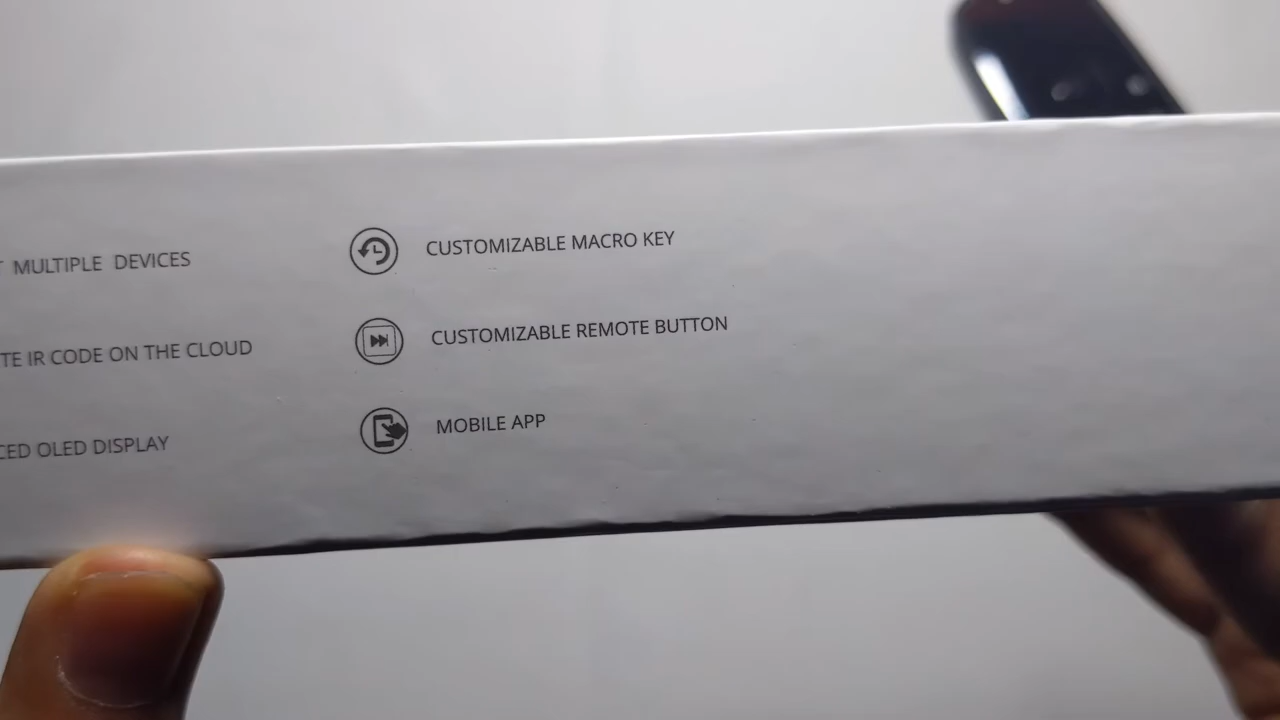 MULTIPLE DEVICES
IR CODE ON THE CLOUD
OLED DISPLAY
CUSTOMIZABLE MACRO KEY
CUSTOMIZABLE REMOTE BUTTON
MOBILE APP